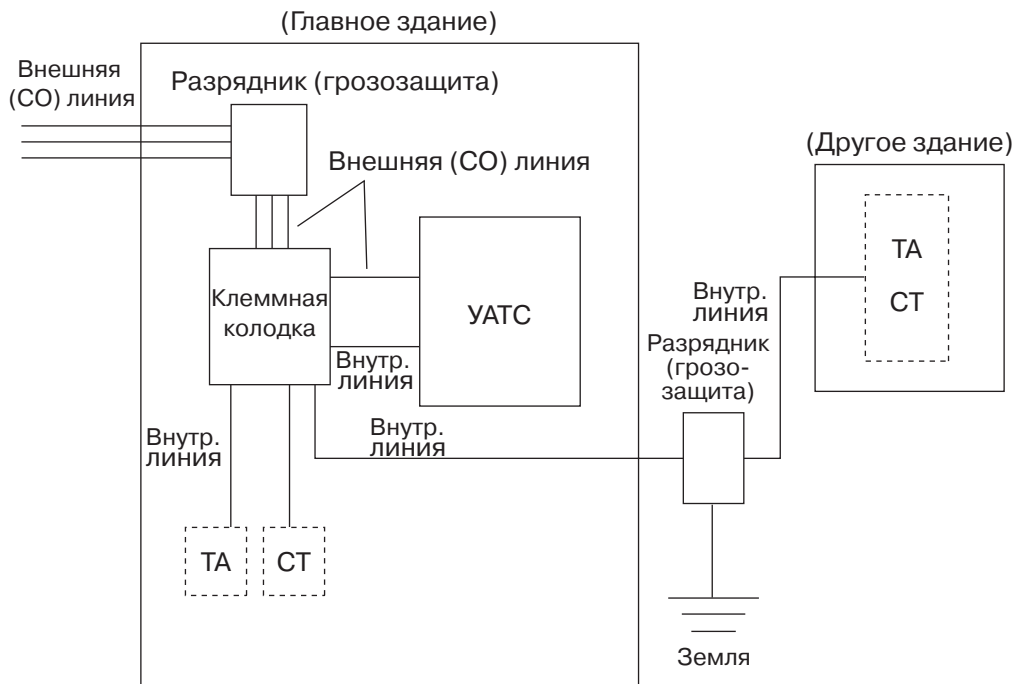 (Главное здание)
Внешняя
(СО) линия
Разрядник (грозозащита)
Внешняя (СО) линия
(Другое здание)
ТА
СТ
Клеммная
колодка
УАТС
Внутр.
линия
Внутр.
линия
Разрядник
(грозо-
защита)
Внутр.
линия
Внутр.
линия
ТА
СТ
Земля